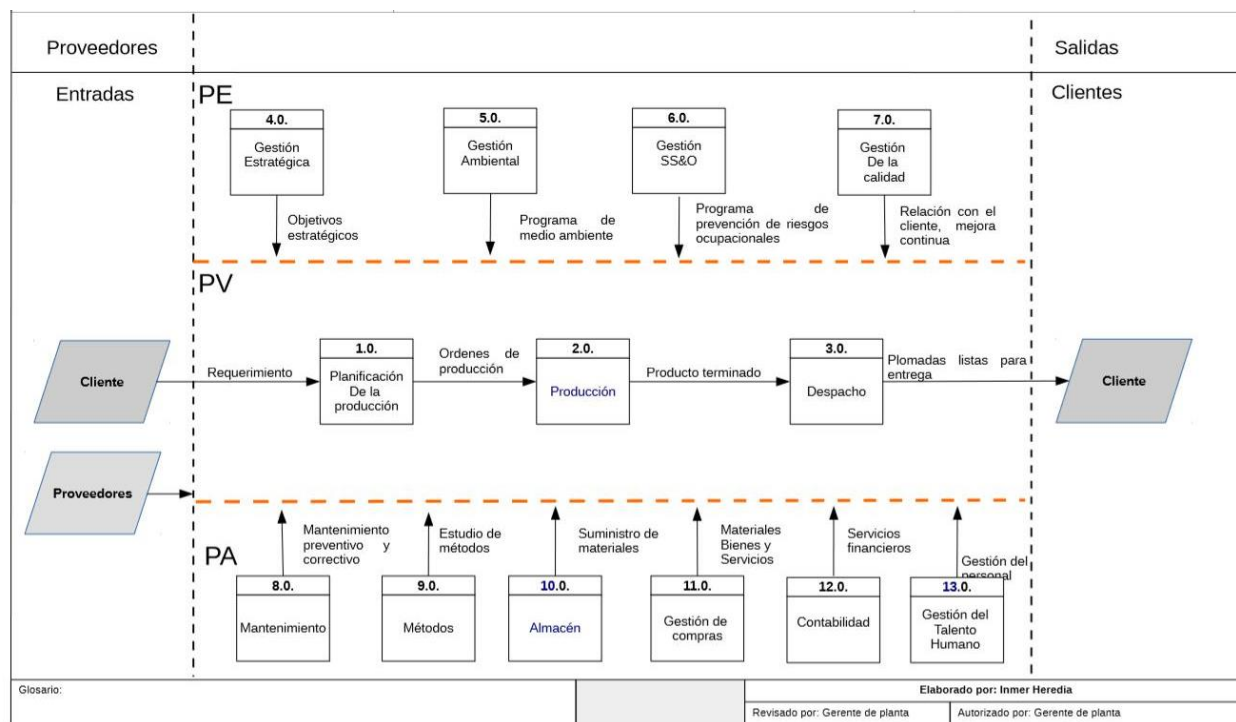 Proveedores
Salidas
Entradas
Clientes
PE
4.0.
Gestión
Estratégica
5.0.
Gestión
Ambiental
6.0.
Gestión
SS&O
7.0.
Gestión
De la
calidad
Objetivos
estratégicos
Programa de
medio ambiente
Programa de
prevención de riesgos
ocupacionales
Relación con el
cliente, mejora
continua
PV
Cliente
Requerimiento
1.0.
Planificación
De la
producción
Ordenes de
producción
2.0.
Producción
Producto terminado
3.0.
Despacho
Plomadas listas para
entrega
Cliente
Proveedores
PA
Mantenimiento
preventivo y
correctivo
Estudio de
métodos
Suministro de
materiales
Materiales
Bienes y
Servicios
Servicios
financieros
Gestión del
personal
8.0.
Mantenimiento
9.0.
Métodos
10.0.
Almacén
11.0.
Gestión de
compras
12.0.
Contabilidad
13.0.
Gestión del
Talento
Humano
Glosario:
Elaborado por: Inmer Heredia
Revisado por: Gerente de planta
Autorizado por: Gerente de planta